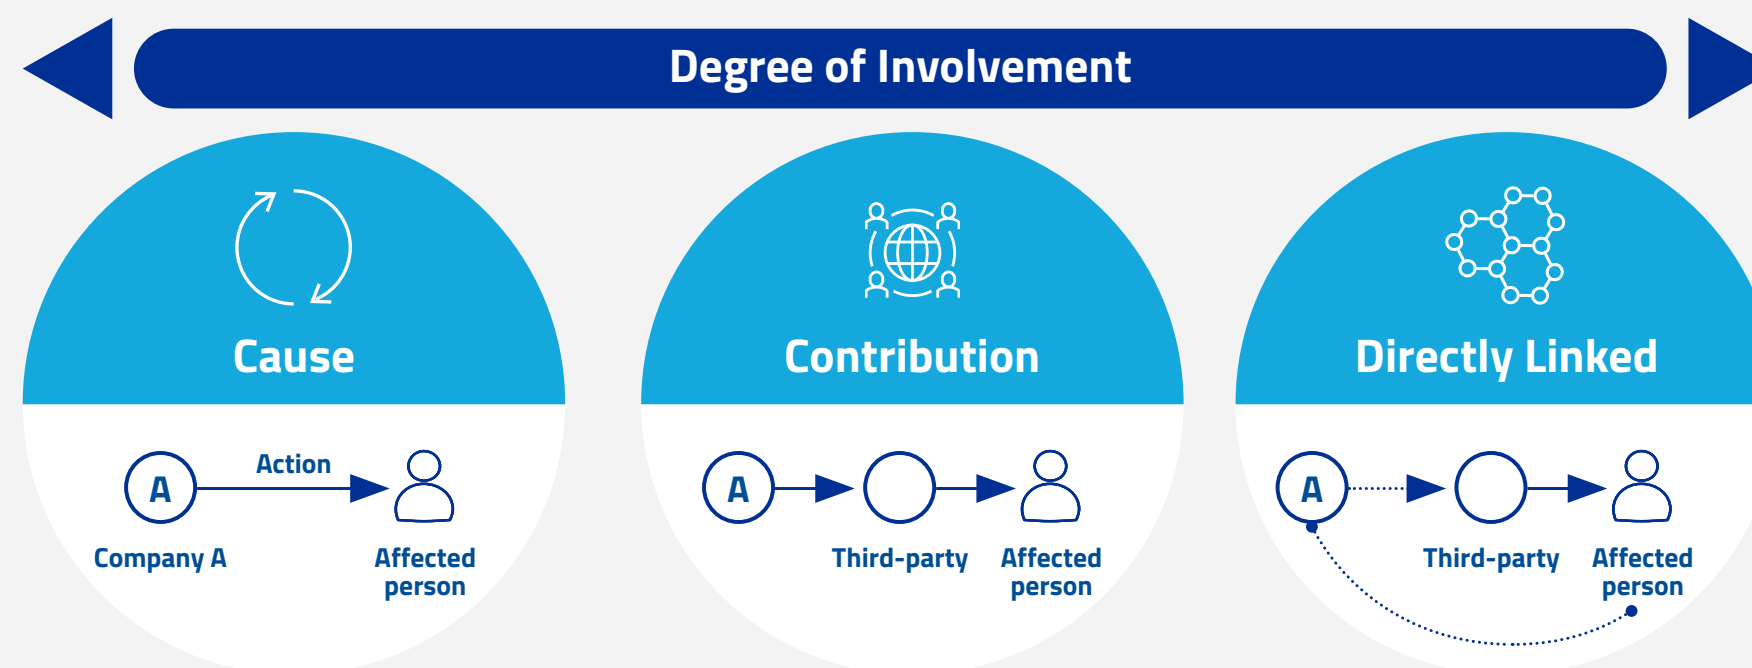 Degree of Involvement
Cause
A
Action
Company A
Affected
person
Contribution
A
Third-party
Affected
person
Directly Linked
A
Third-party
Affected
person